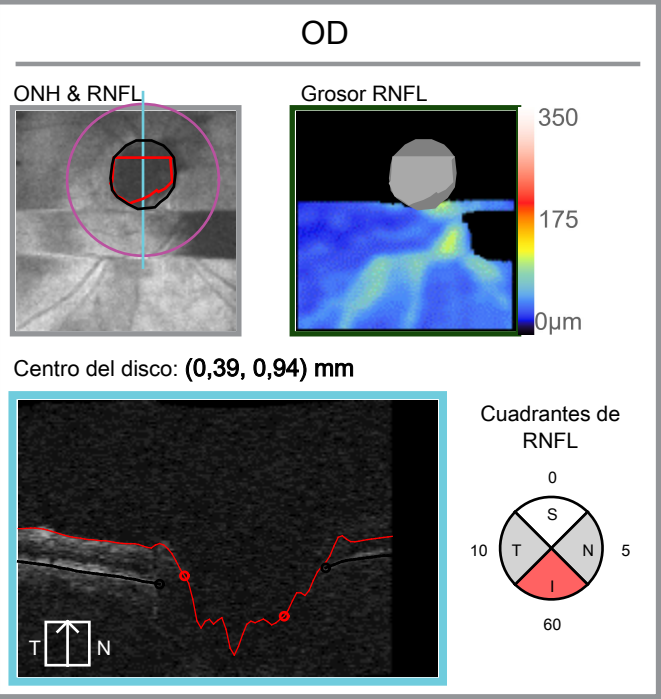 OD
ONH & RNFL
Grosor RNFL
350
175
0µm
Centro del disco: (0,39, 0,94) mm
Cuadrantes de
RNFL
0
S
10 T N 5
I
60
T N